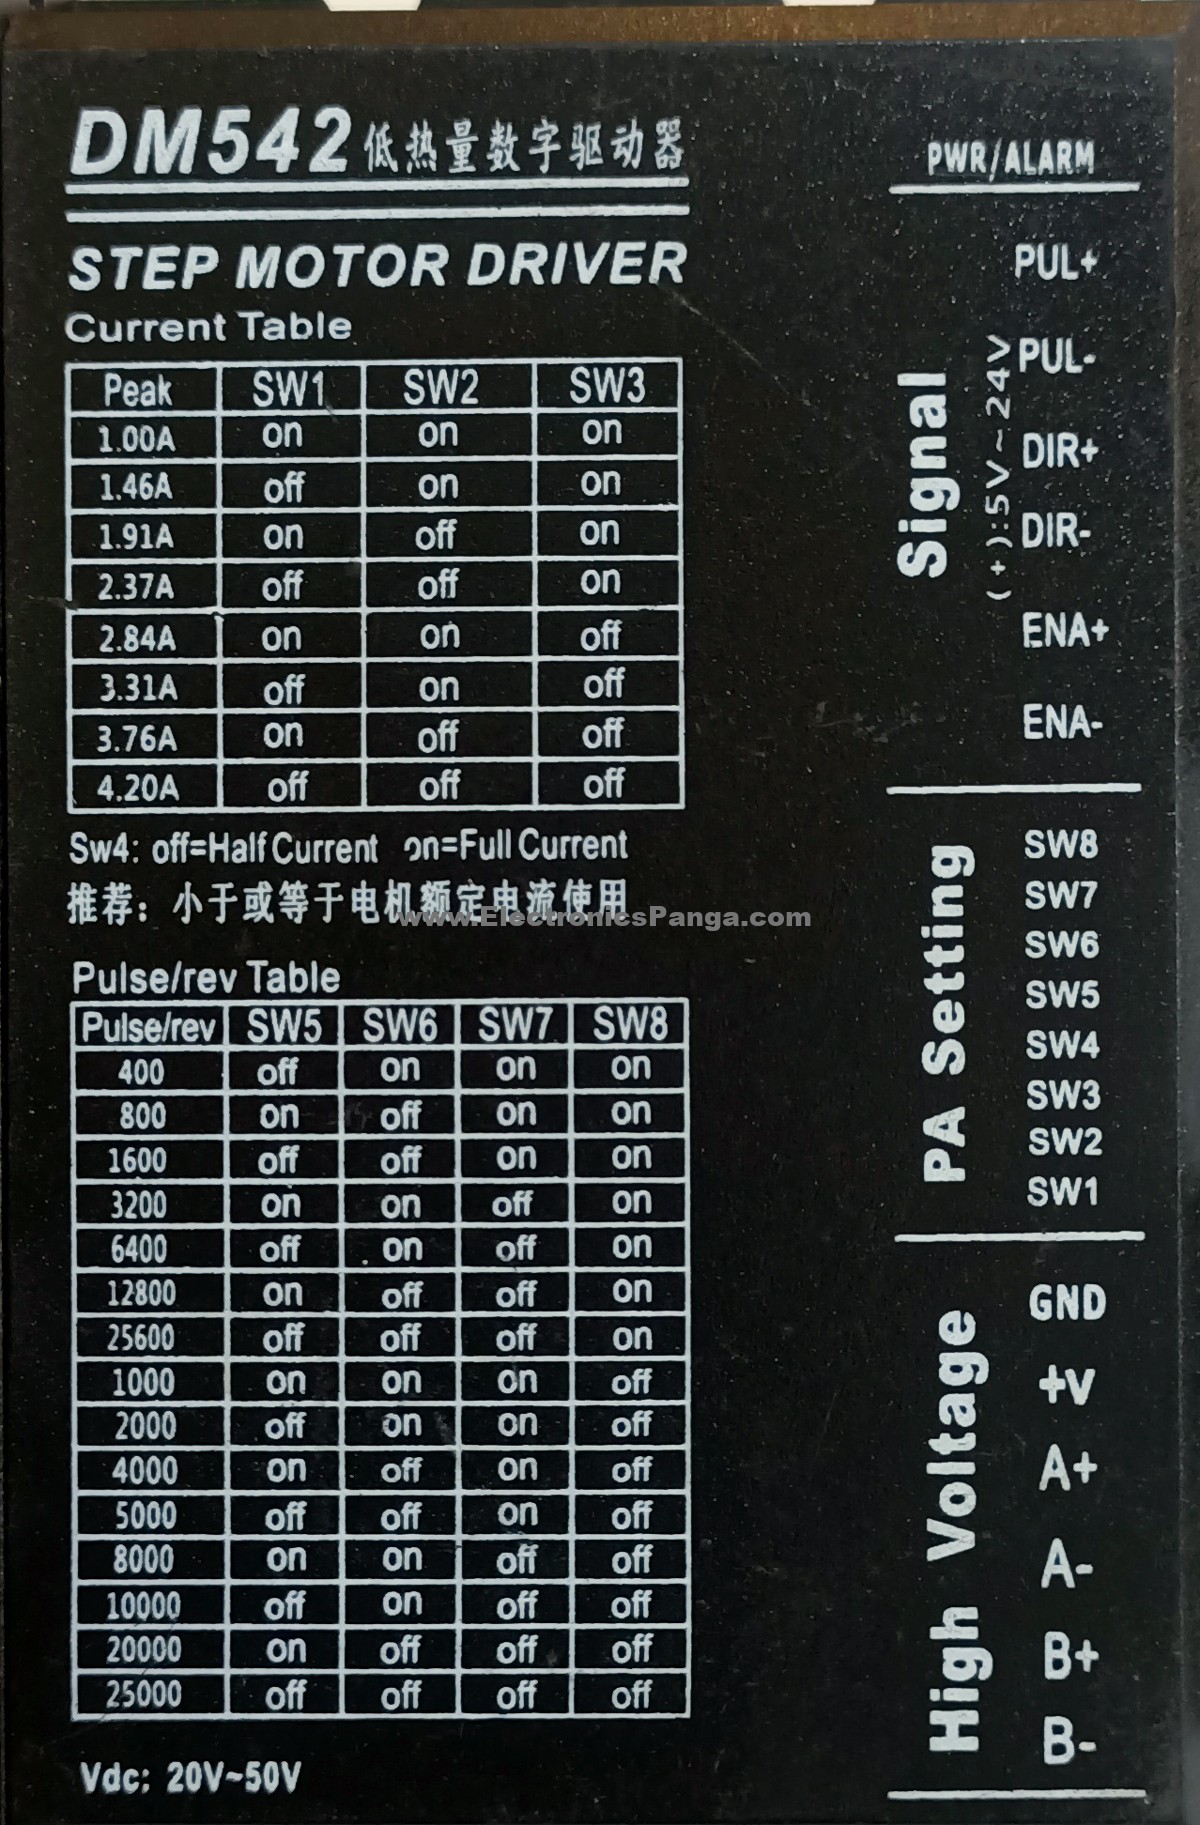 DM542低热量数字驱动器
STEP MOTOR DRIVER
Current Table
Peak SW1 SW2 SW3
1.00A on on on
1.46A off on on
1.91A on off on
2.37A off off on
2.84A on on off
3.31A off on off
3.76A on off off
4.20A off off off
Sw4: off=Half Current on=Full Current
推荐：小于或等于电机额定电流使用
www.ElectronicsPanga.com
Pulse/rev Table
Pulse/rev SW5 SW6 SW7 SW8
400 off on on on
800 on off on on
1600 off off on on
3200 on on off on
6400 off on off on
12800 on off off on
25600 off off off on
1000 on on on off
2000 off on on off
4000 on off on off
5000 off off on off
8000 on on off off
10000 off on off off
20000 on off off off
25000 off off off off
Vdc: 20V~50V
PWR/ALARM
Signal
(+):5V~24V
PUL+
PUL-
DIR+
DIR-
ENA+
ENA-
PA Setting
SW8
SW7
SW6
SW5
SW4
SW3
SW2
SW1
High Voltage
GND
+V
A+
A-
B+
B-